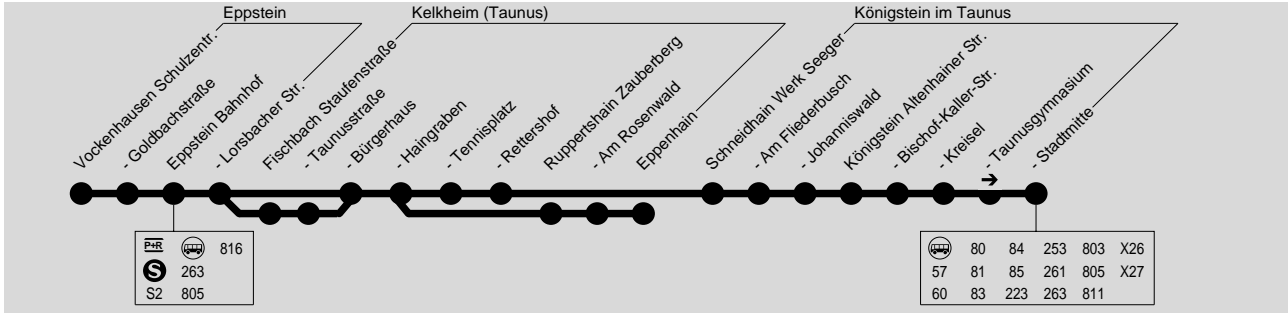 Eppstein
Kelkheim (Taunus)
Königstein im Taunus
Vockenhausen Schulzentr.
- Goldbachstraße
Eppstein Bahnhof
- Lorsbacher Str.
Fischbach Staufenstraße
- Taunusstraße
- Bürgerhaus
- Haingraben
- Tennisplatz
- Rettershof
Ruppertshain Zauberberg
- Am Rosenwald
Eppenhain
Schneidhain Werk Seeger
- Am Fliederbusch
- Johanniswald
Königstein Altenhainer Str.
- Bischof-Kaller-Str.
- Kreisel
- Taunusgymnasium
- Stadtmitte
P+R 816
S 263
S2 805
80 84 253 803 X26
57 81 85 261 805 X27
60 83 223 263 811